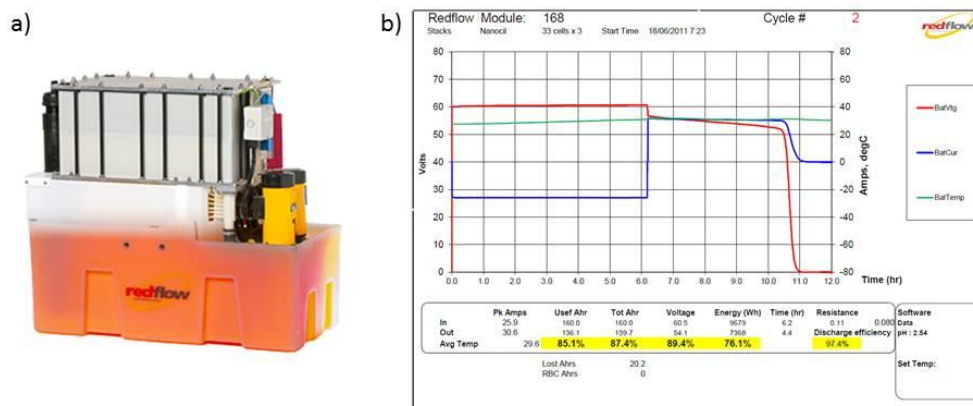 a)
redflow
b)
Redflow Module: 168 Cycle # 2
redflow
Stacks Nanocil 33 cells x 3 Start Time 18/06/2011 7:23
80 80
70 60
60 40
50 20
40 0
30 -20
20 -40
10 -60
0 -80
Volts
Amps, degC
0.0 1.0 2.0 3.0 4.0 5.0 6.0 7.0 8.0 9.0 10.0 11.0 12.0 Time (hr)
BatVtg
BatCur
BatTemp
Pk Amps Usef Ahr Tot Ahr Voltage Energy (Wh) Time (hr) Resistance Software
In 25.9 160.0 160.0 60.5 9679 6.2 0.11 0.080 Data
Out 30.6 136.1 139.7 54.1 7368 4.4 Discharge efficiency pH : 2.54
Avg Temp 29.6 85.1% 87.4% 89.4% 76.1% 97.4%
Lost Ahrs 20.2 Set Temp:
RBC Ahrs 0